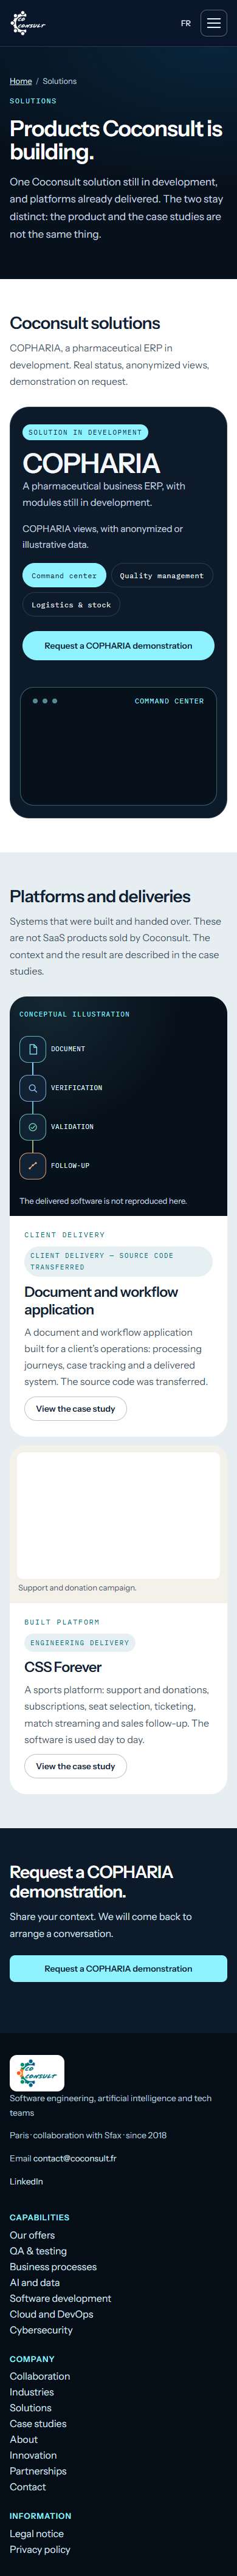 CO
CONSULT
FR
Home / Solutions
SOLUTIONS
Products Coconsult is
building.
One Coconsult solution still in development,
and platforms already delivered. The two stay
distinct: the product and the case studies are
not the same thing.
Coconsult solutions
COPHARIA, a pharmaceutical ERP in
development. Real status, anonymized views,
demonstration on request.
SOLUTION IN DEVELOPMENT
COPHARIA
A pharmaceutical business ERP, with
modules still in development.
COPHARIA views, with anonymized or
illustrative data.
Command center
Quality management
Logistics & stock
Request a COPHARIA demonstration
COMMAND CENTER
Platforms and deliveries
Systems that were built and handed over. These
are not SaaS products sold by Coconsult. The
context and the result are described in the case
studies.
CONCEPTUAL ILLUSTRATION
DOCUMENT
VERIFICATION
VALIDATION
FOLLOW-UP
The delivered software is not reproduced here.
CLIENT DELIVERY
CLIENT DELIVERY — SOURCE CODE
TRANSFERRED
Document and workflow
application
A document and workflow application
built for a client's operations: processing
journeys, case tracking and a delivered
system. The source code was transferred.
View the case study
Support and donation campaign.
BUILT PLATFORM
ENGINEERING DELIVERY
CSS Forever
A sports platform: support and donations,
subscriptions, seat selection, ticketing,
match streaming and sales follow-up. The
software is used day to day.
View the case study
Request a COPHARIA
demonstration.
Share your context. We will come back to
arrange a conversation.
Request a COPHARIA demonstration
CO
CONSULT
Software engineering, artificial intelligence and tech
teams
Paris · collaboration with Sfax · since 2018
Email contact@coconsult.fr
LinkedIn
CAPABILITIES
Our offers
QA & testing
Business processes
AI and data
Software development
Cloud and DevOps
Cybersecurity
COMPANY
Collaboration
Industries
Solutions
Case studies
About
Innovation
Partnerships
Contact
INFORMATION
Legal notice
Privacy policy